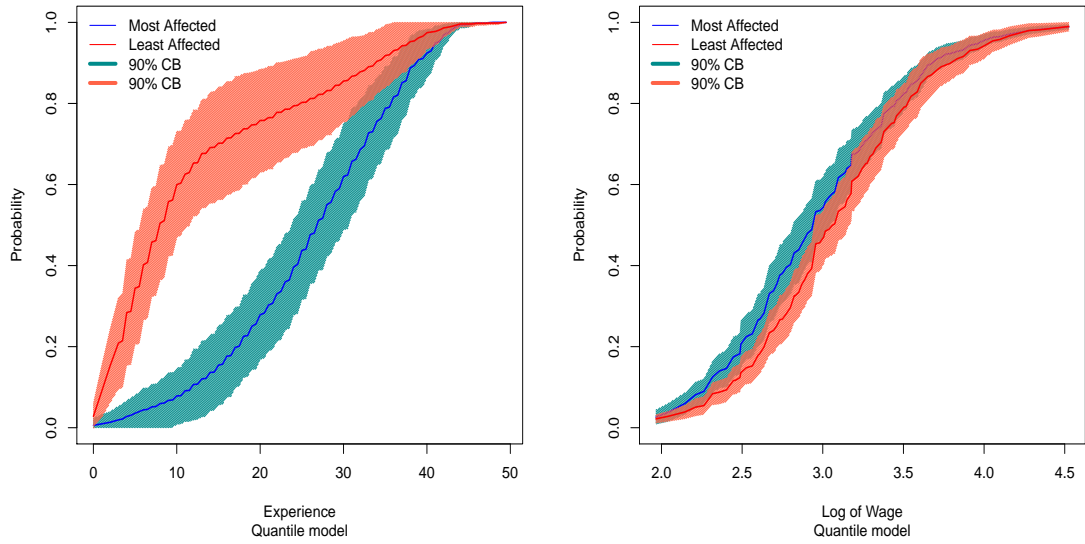 Most Affected
Least Affected
90% CB
90% CB
Probability
0.0
0.2
0.4
0.6
0.8
1.0
0
10
20
30
40
50
Experience
Quantile model
Most Affected
Least Affected
90% CB
90% CB
Probability
0.0
0.2
0.4
0.6
0.8
1.0
2.0
2.5
3.0
3.5
4.0
4.5
Log of Wage
Quantile model